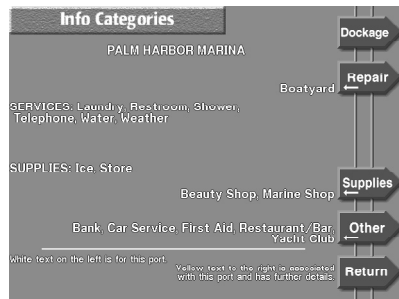 Info Categories
Dockage
PALM HARBOR MARINA
Repair
Boatyard
SERVICES: Laundry, Restroom, Shower,
Telephone, Water, Weather
SUPPLIES: Ice, Store
Supplies
Beauty Shop, Marine Shop
Bank, Car Service, First Aid, Restaurant/Bar,
Yacht Club
Other
White text on the left is for this port.
Yellow text to the right is associated
with this port and has further details.
Return